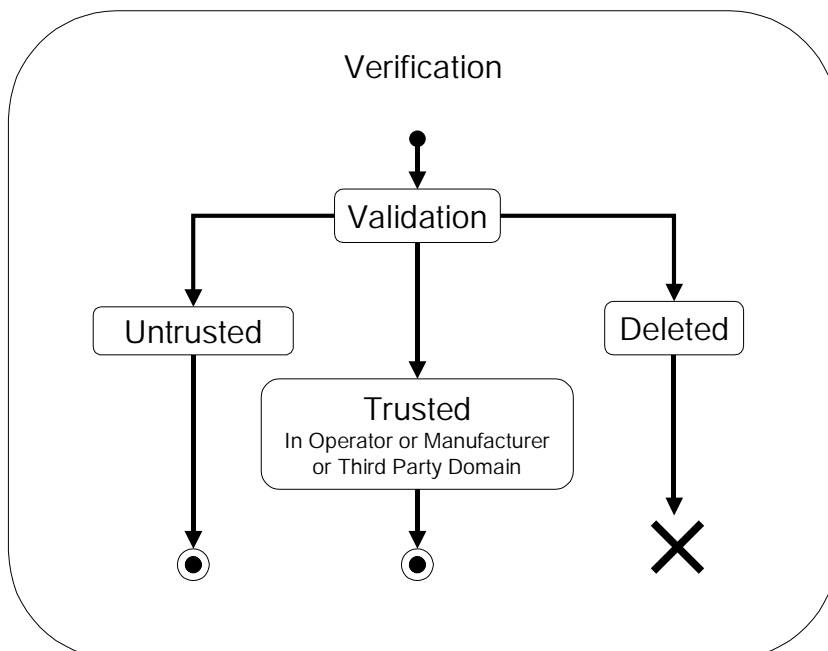 Verification
Validation
Untrusted
Deleted
Trusted
In Operator or Manufacturer
or Third Party Domain